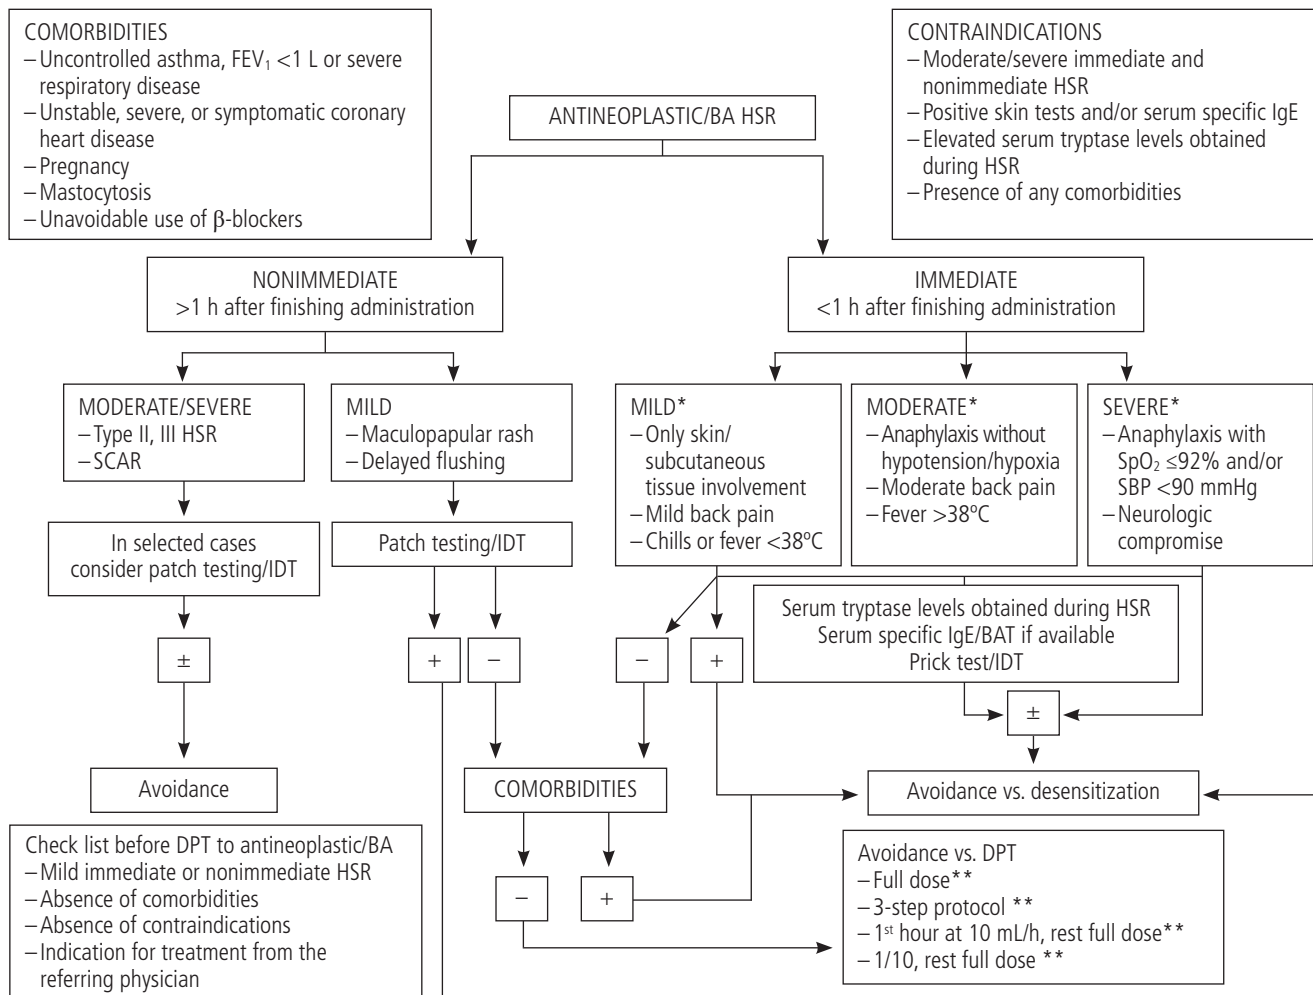 COMORBIDITIES
–Uncontrolled asthma, FEV₁ <1 L or severe
respiratory disease
–Unstable, severe, or symptomatic coronary
heart disease
–Pregnancy
–Mastocytosis
–Unavoidable use of β-blockers
ANTINEOPLASTIC/BA HSR
CONTRAINDICATIONS
–Moderate/severe immediate and
nonimmediate HSR
–Positive skin tests and/or serum specific IgE
–Elevated serum tryptase levels obtained
during HSR
–Presence of any comorbidities
NONIMMEDIATE
>1 h after finishing administration
IMMEDIATE
<1 h after finishing administration
MODERATE/SEVERE
–Type II, III HSR
–SCAR
MILD
–Maculopapular rash
–Delayed flushing
MILD*
–Only skin/
subcutaneous
tissue involvement
–Mild back pain
–Chills or fever <38ºC
MODERATE*
–Anaphylaxis without
hypotension/hypoxia
–Moderate back pain
–Fever >38ºC
SEVERE*
–Anaphylaxis with
SpO₂ ≤92% and/or
SBP <90 mmHg
–Neurologic
compromise
In selected cases
consider patch testing/IDT
Patch testing/IDT
Serum tryptase levels obtained during HSR
Serum specific IgE/BAT if available
Prick test/IDT
±
+
–
–
+
±
Avoidance
COMORBIDITIES
Avoidance vs. desensitization
Check list before DPT to antineoplastic/BA
–Mild immediate or nonimmediate HSR
–Absence of comorbidities
–Absence of contraindications
–Indication for treatment from the
referring physician
–
+
Avoidance vs. DPT
–Full dose**
–3-step protocol **
–1st hour at 10 mL/h, rest full dose**
–1/10, rest full dose **